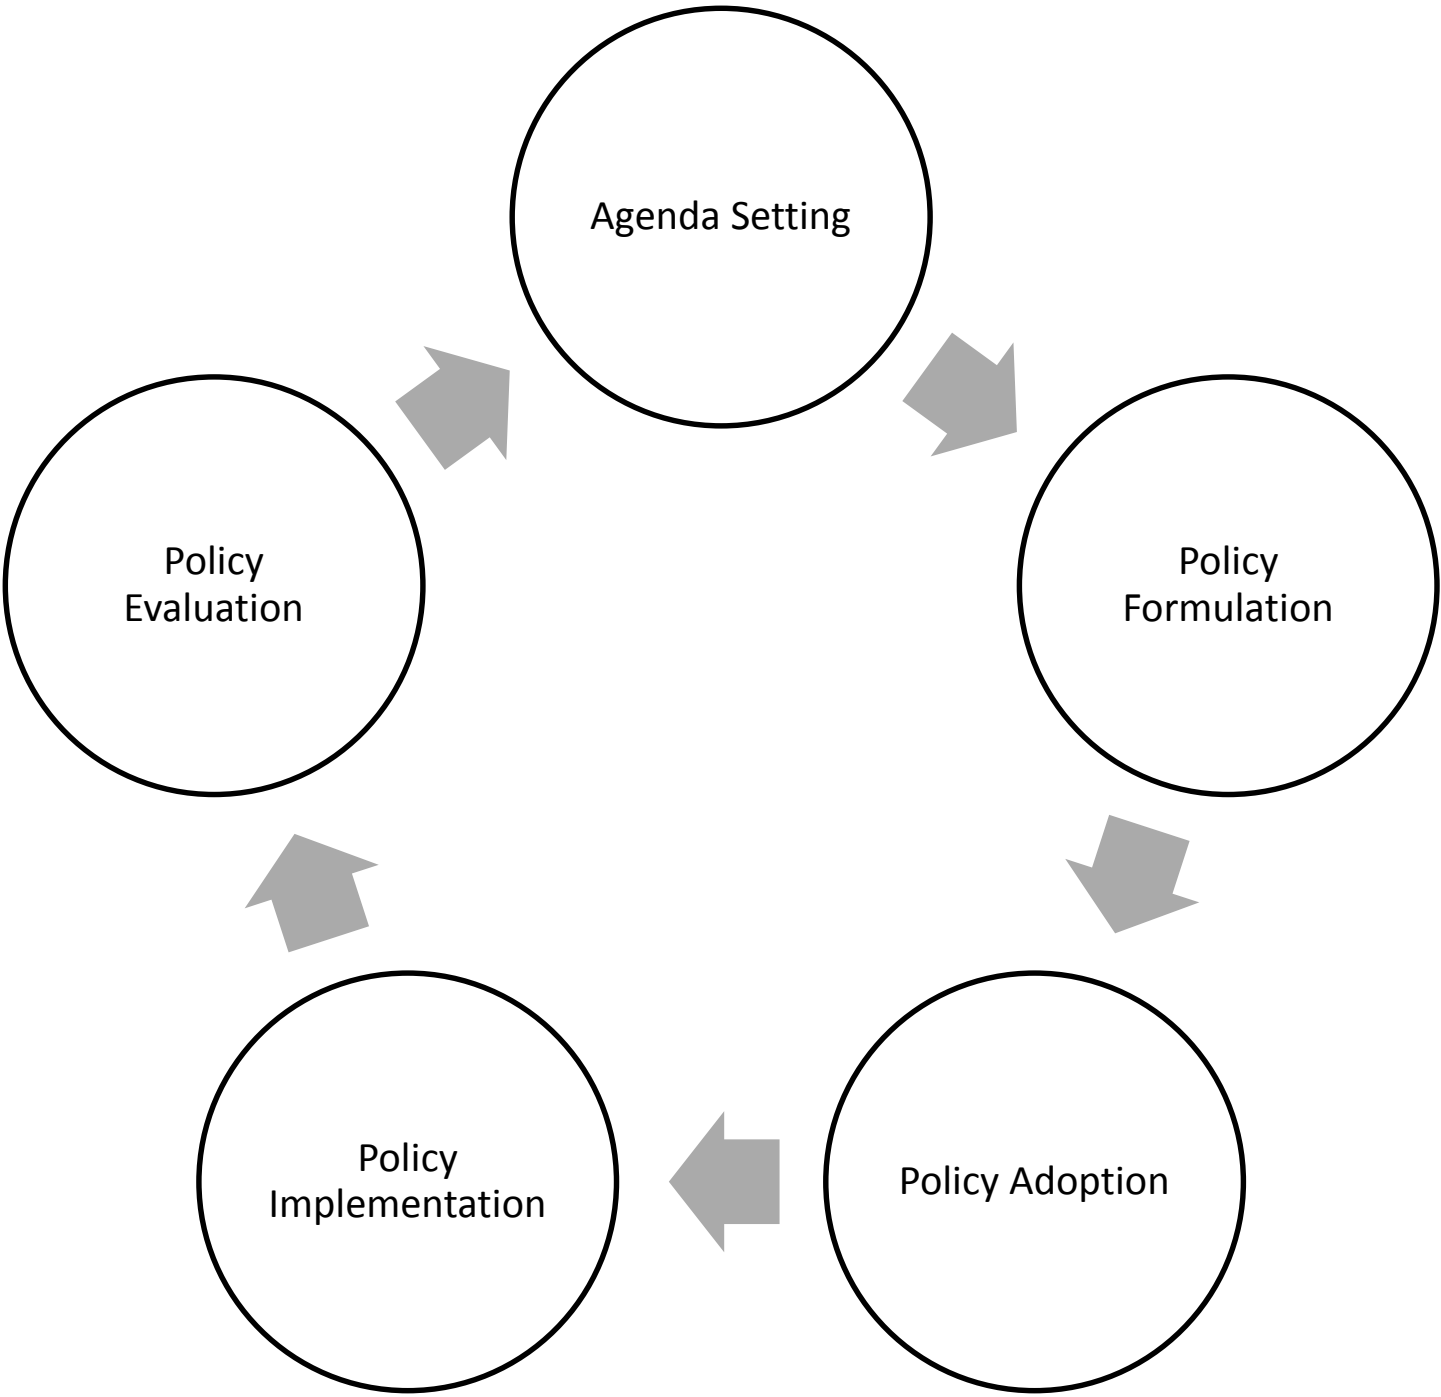 Agenda Setting
Policy
Formulation
Policy Adoption
Policy
Implementation
Policy
Evaluation